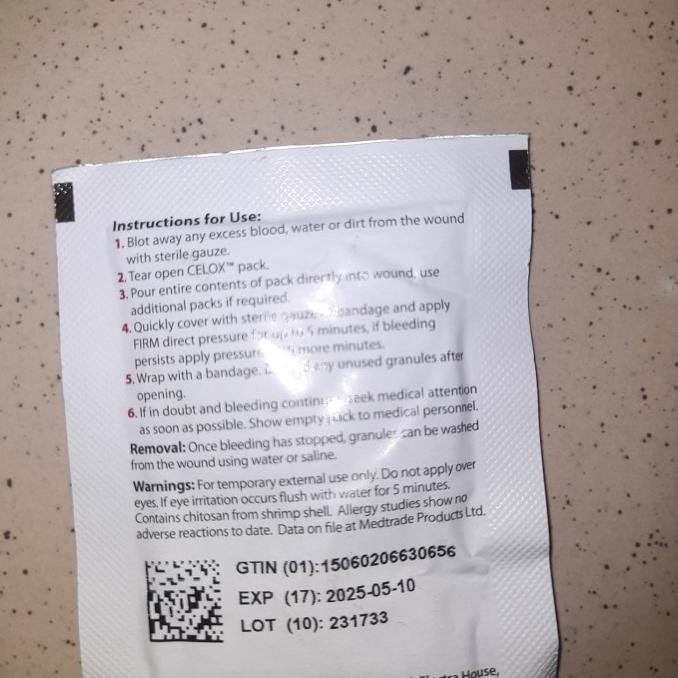 Instructions for Use:
1. Blot away any excess blood, water or dirt from the wound
with sterile gauze.
2. Tear open CELOX™ pack.
3. Pour entire contents of pack directly into wound, use
additional packs if required.
4. Quickly cover with sterile gauze bandage and apply
FIRM direct pressure for up to 5 minutes, if bleeding
persists apply pressure more minutes.
5. Wrap with a bandage. any unused granules after
opening.
6. If in doubt and bleeding continues seek medical attention
as soon as possible. Show empty pack to medical personnel.
Removal: Once bleeding has stopped, granules can be washed
from the wound using water or saline.
Warnings: For temporary external use only. Do not apply over
eyes. If eye irritation occurs flush with water for 5 minutes.
Contains chitosan from shrimp shell. Allergy studies show no
adverse reactions to date. Data on file at Medtrade Products Ltd.
GTIN (01):15060206630656
EXP (17): 2025-05-10
LOT (10): 231733
House,